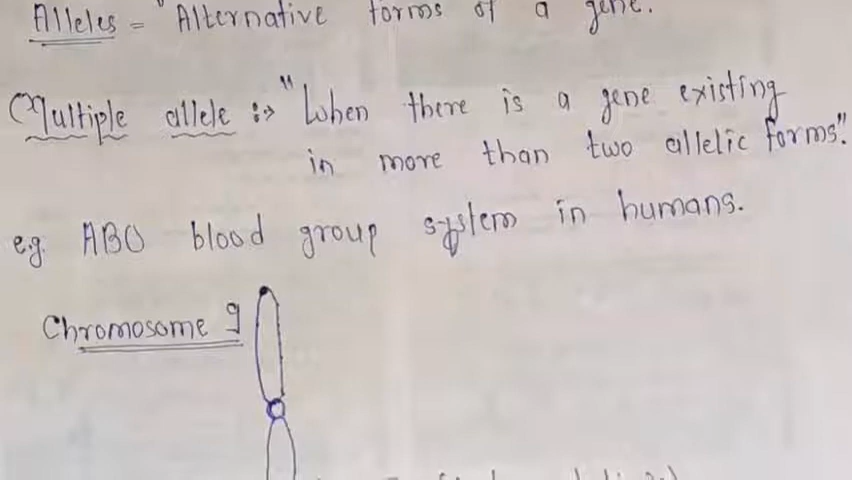 Alleles = "Alternative forms of a gene.
Multiple allele :→ "When there is a gene existing
in more than two allelic forms".
e.g. ABO blood group system in humans.
Chromosome 9